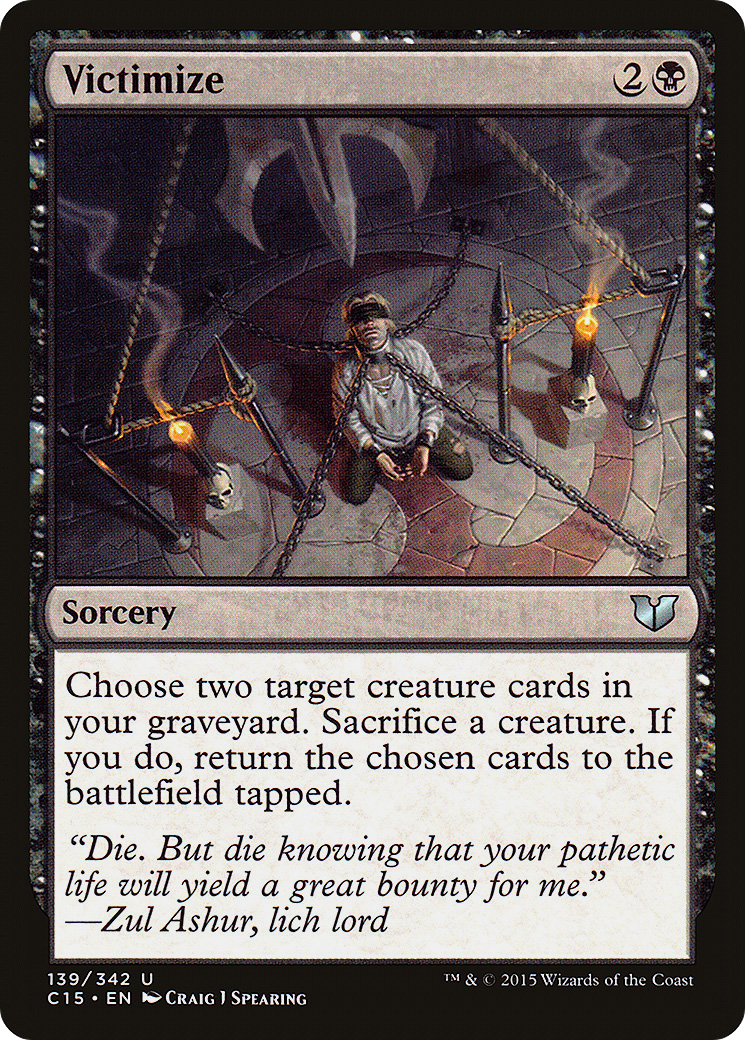 Victimize 2
Sorcery
Choose two target creature cards in
your graveyard. Sacrifice a creature. If
you do, return the chosen cards to the
battlefield tapped.
“Die. But die knowing that your pathetic
life will yield a great bounty for me.”
—Zul Ashur, lich lord
139/342 U
™ & © 2015 Wizards of the Coast
C15 • EN Craig J Spearing